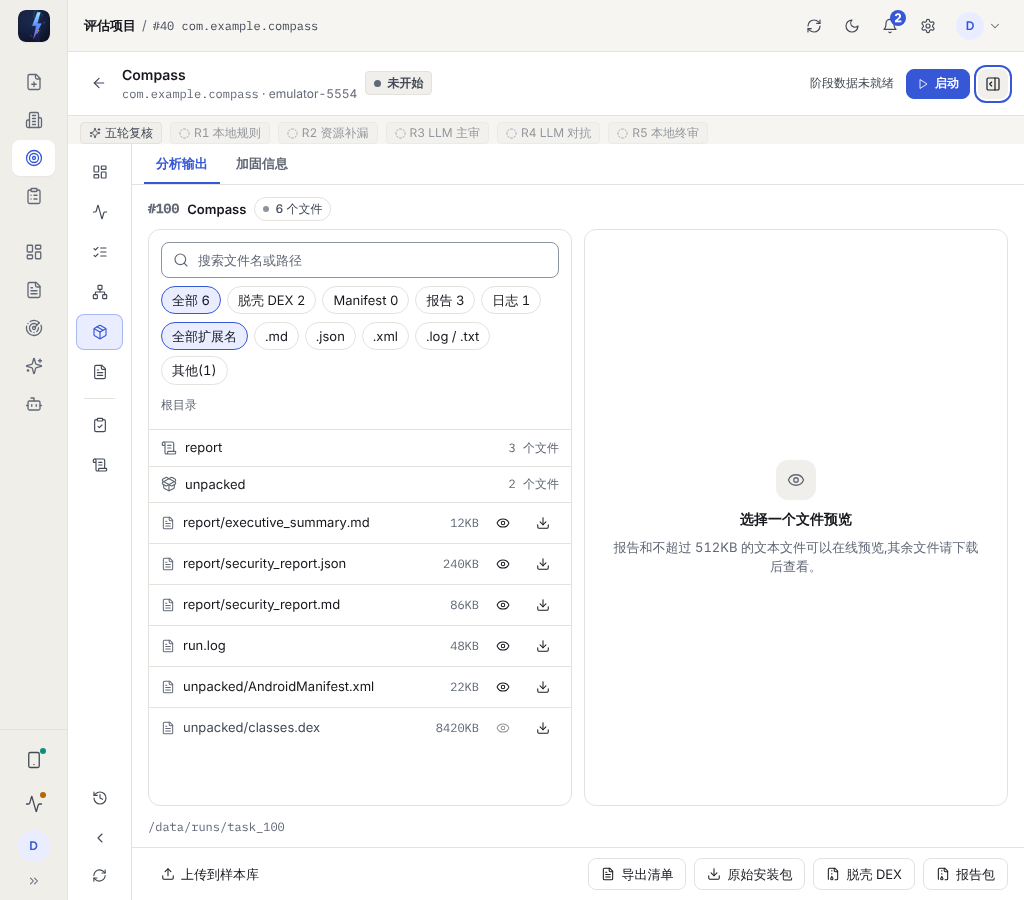 评估项目 / #40 com.example.compass
2
D
Compass
com.example.compass · emulator-5554
未开始
阶段数据未就绪
启动
五轮复核
R1 本地规则
R2 资源补漏
R3 LLM 主审
R4 LLM 对抗
R5 本地终审
分析输出
加固信息
#100 Compass
6 个文件
搜索文件名或路径
全部 6
脱壳 DEX 2
Manifest 0
报告 3
日志 1
全部扩展名
.md
.json
.xml
.log / .txt
其他(1)
根目录
report 3 个文件
unpacked 2 个文件
report/executive_summary.md 12KB
report/security_report.json 240KB
report/security_report.md 86KB
run.log 48KB
unpacked/AndroidManifest.xml 22KB
unpacked/classes.dex 8420KB
选择一个文件预览
报告和不超过 512KB 的文本文件可以在线预览,其余文件请下载
后查看。
/data/runs/task_100
D
上传到样本库
导出清单
原始安装包
脱壳 DEX
报告包